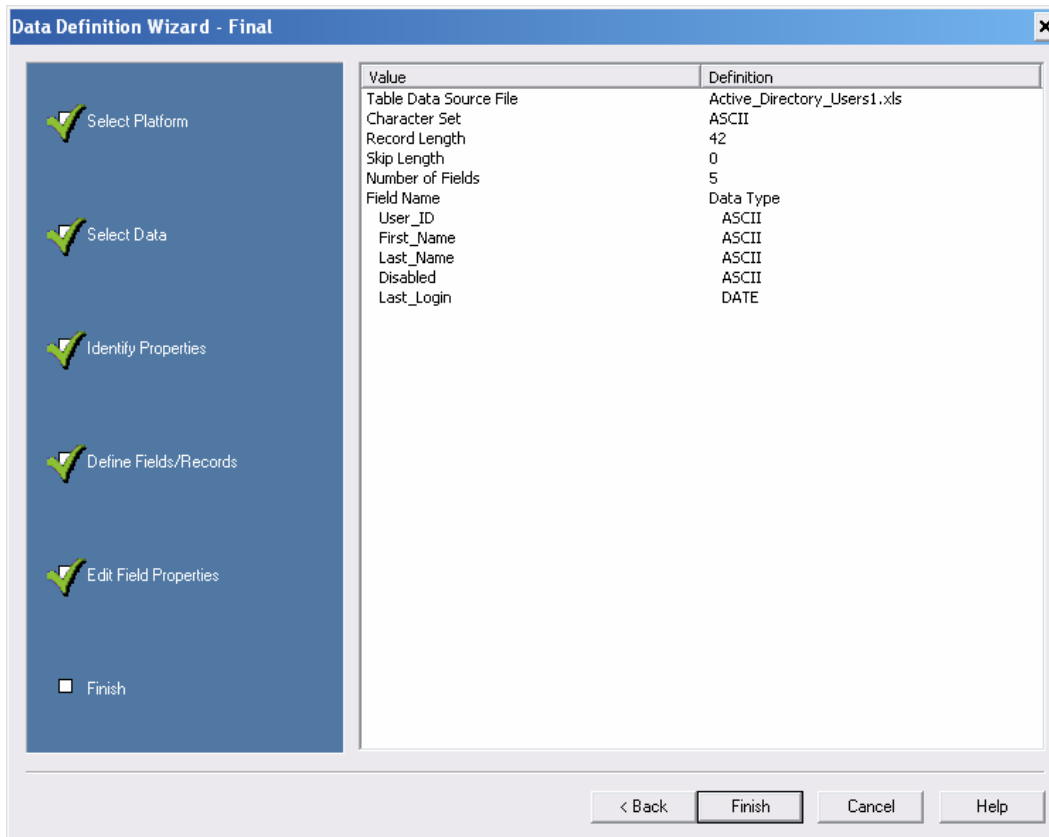 Data Definition Wizard - Final
Select Platform
Select Data
Identify Properties
Define Fields/Records
Edit Field Properties
Finish
Value Definition
Table Data Source File Active_Directory_Users1.xls
Character Set ASCII
Record Length 42
Skip Length 0
Number of Fields 5
Field Name Data Type
User_ID ASCII
First_Name ASCII
Last_Name ASCII
Disabled ASCII
Last_Login DATE
< Back Finish Cancel Help